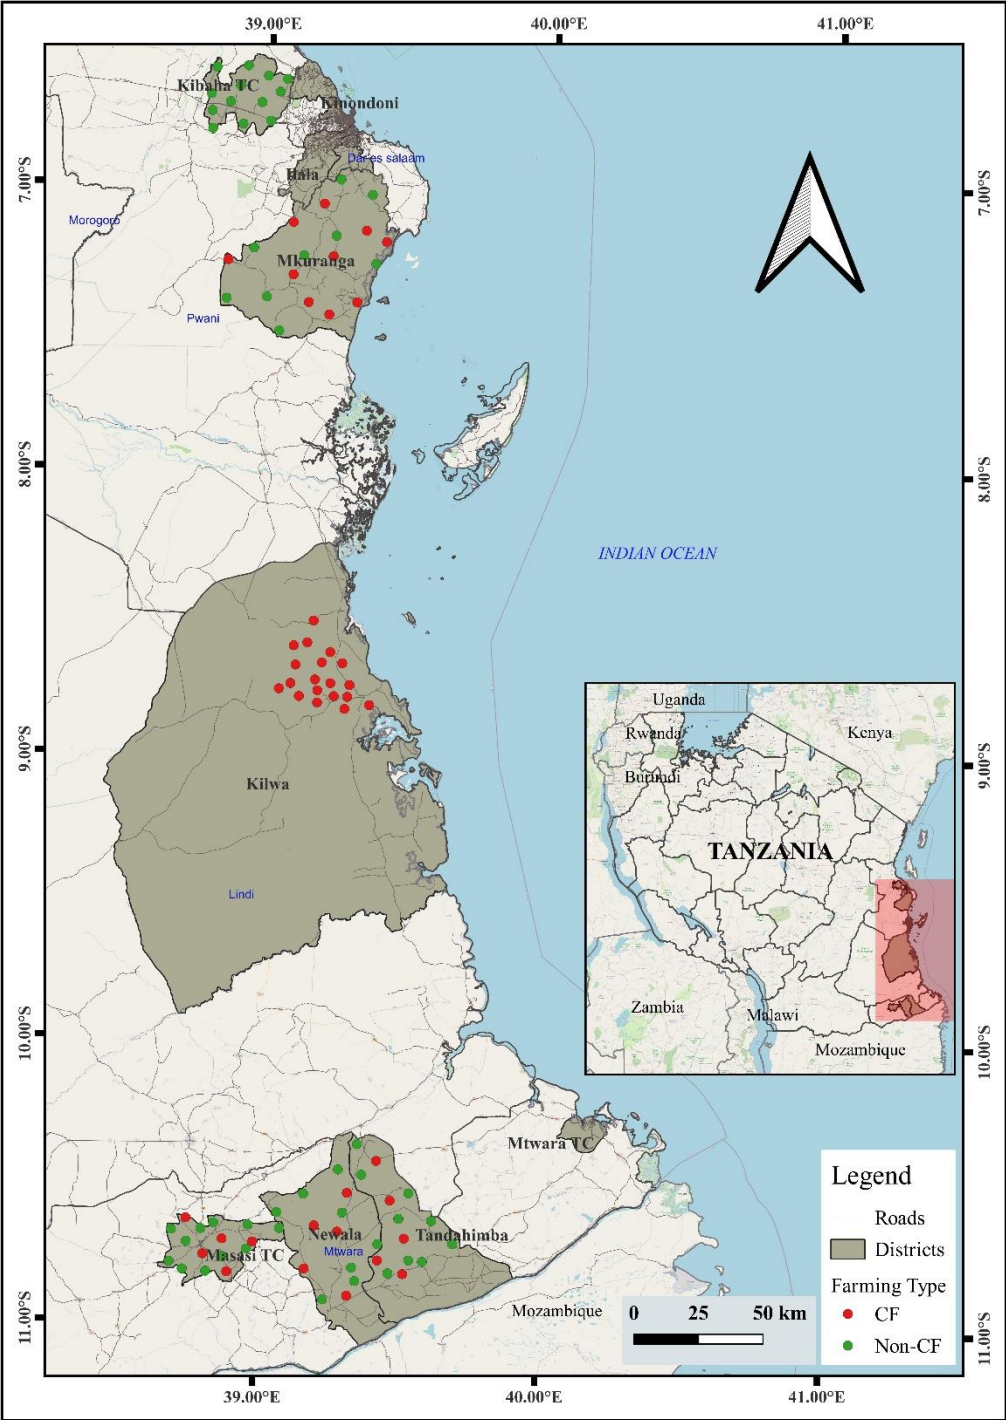 39.00°E 40.00°E 41.00°E
Kibaha TC
Kinondoni
Dar es salaam
Ilala
7.00°S 7.00°S
Morogoro
Mkuranga
Pwani
8.00°S 8.00°S
INDIAN OCEAN
Uganda
Rwanda Kenya
Burundi
9.00°S 9.00°S
Kilwa
TANZANIA
Lindi
Zambia
Malawi
Mozambique
10.00°S 10.00°S
Mtwara TC
Newala Tandahimba
Masasi TC Mtwara
Mozambique
Legend
Roads
Districts
Farming Type
CF
Non-CF
0 25 50 km
11.00°S 11.00°S
39.00°E 40.00°E 41.00°E